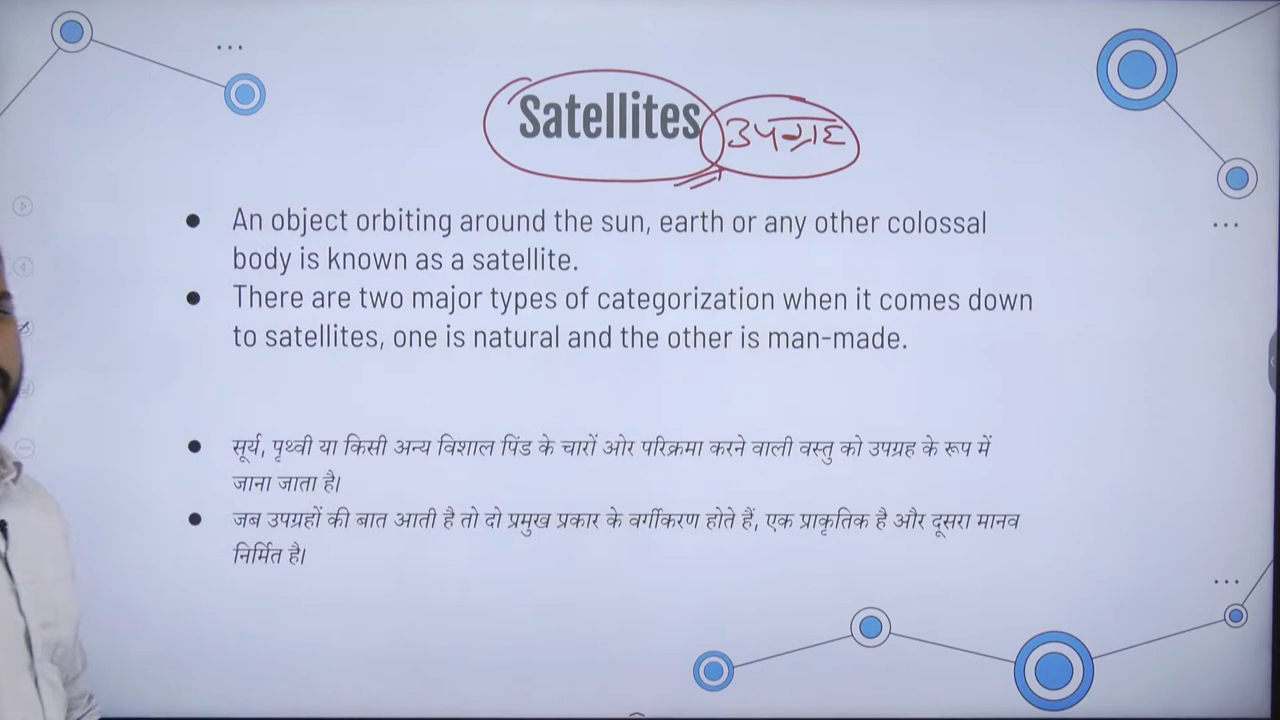 Satellites उपग्रह
An object orbiting around the sun, earth or any other colossal
body is known as a satellite.
There are two major types of categorization when it comes down
to satellites, one is natural and the other is man-made.
सूर्य, पृथ्वी या किसी अन्य विशाल पिंड के चारों ओर परिक्रमा करने वाली वस्तु को उपग्रह के रूप में
जाना जाता है।
जब उपग्रहों की बात आती है तो दो प्रमुख प्रकार के वर्गीकरण होते हैं, एक प्राकृतिक है और दूसरा मानव
निर्मित है।